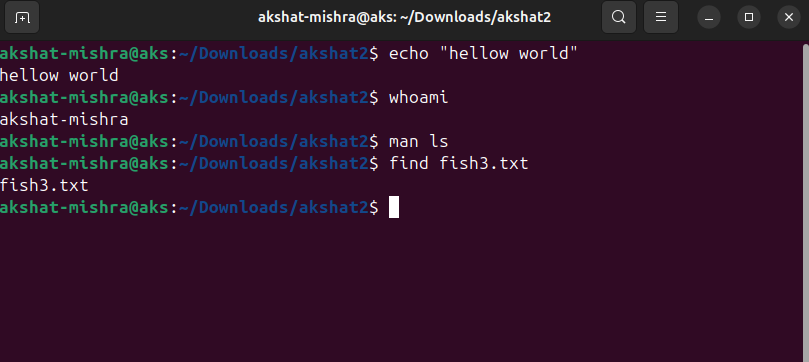 akshat-mishra@aks: ~/Downloads/akshat2
akshat-mishra@aks:~/Downloads/akshat2$ echo "hellow world"
hellow world
akshat-mishra@aks:~/Downloads/akshat2$ whoami
akshat-mishra
akshat-mishra@aks:~/Downloads/akshat2$ man ls
akshat-mishra@aks:~/Downloads/akshat2$ find fish3.txt
fish3.txt
akshat-mishra@aks:~/Downloads/akshat2$